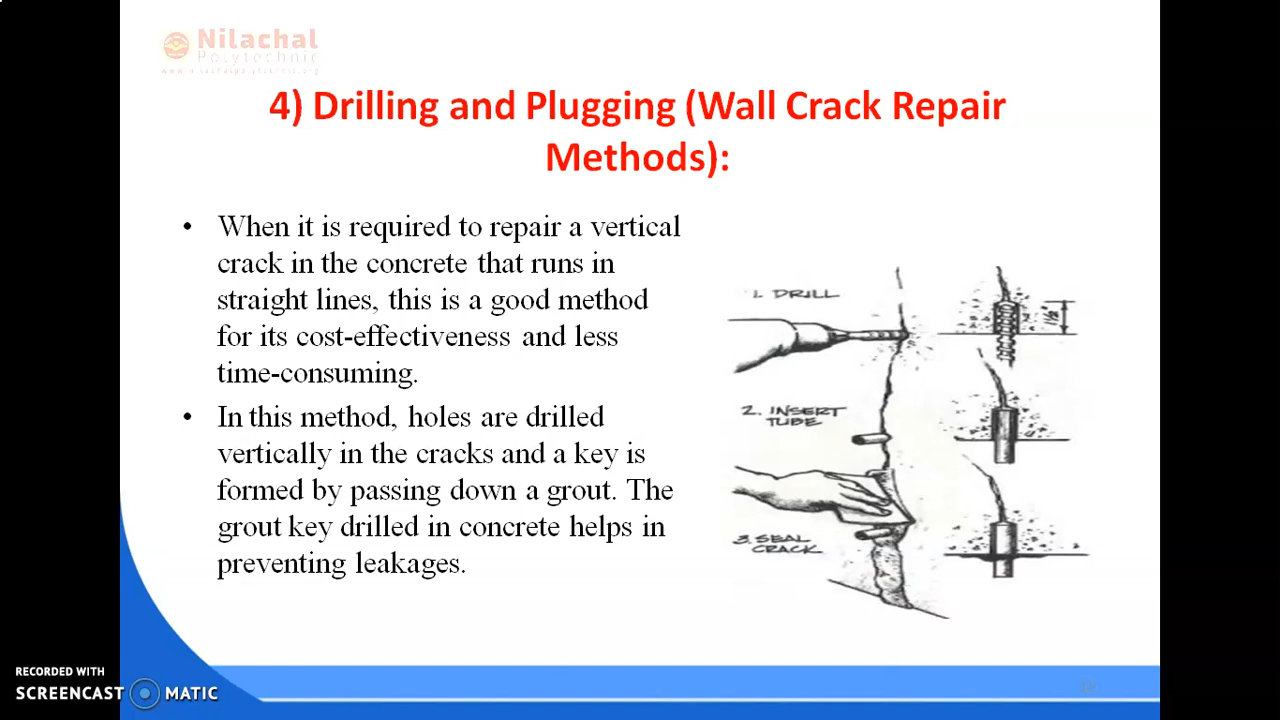 Nilachal
Polytechnic
www.nilachalpolytechnic.org
4) Drilling and Plugging (Wall Crack Repair
Methods):
• When it is required to repair a vertical
crack in the concrete that runs in
straight lines, this is a good method
for its cost-effectiveness and less
time-consuming.
• In this method, holes are drilled
vertically in the cracks and a key is
formed by passing down a grout. The
grout key drilled in concrete helps in
preventing leakages.
1. DRILL
2. INSERT
TUBE
3. SEAL
CRACK
RECORDED WITH
SCREENCAST MATIC